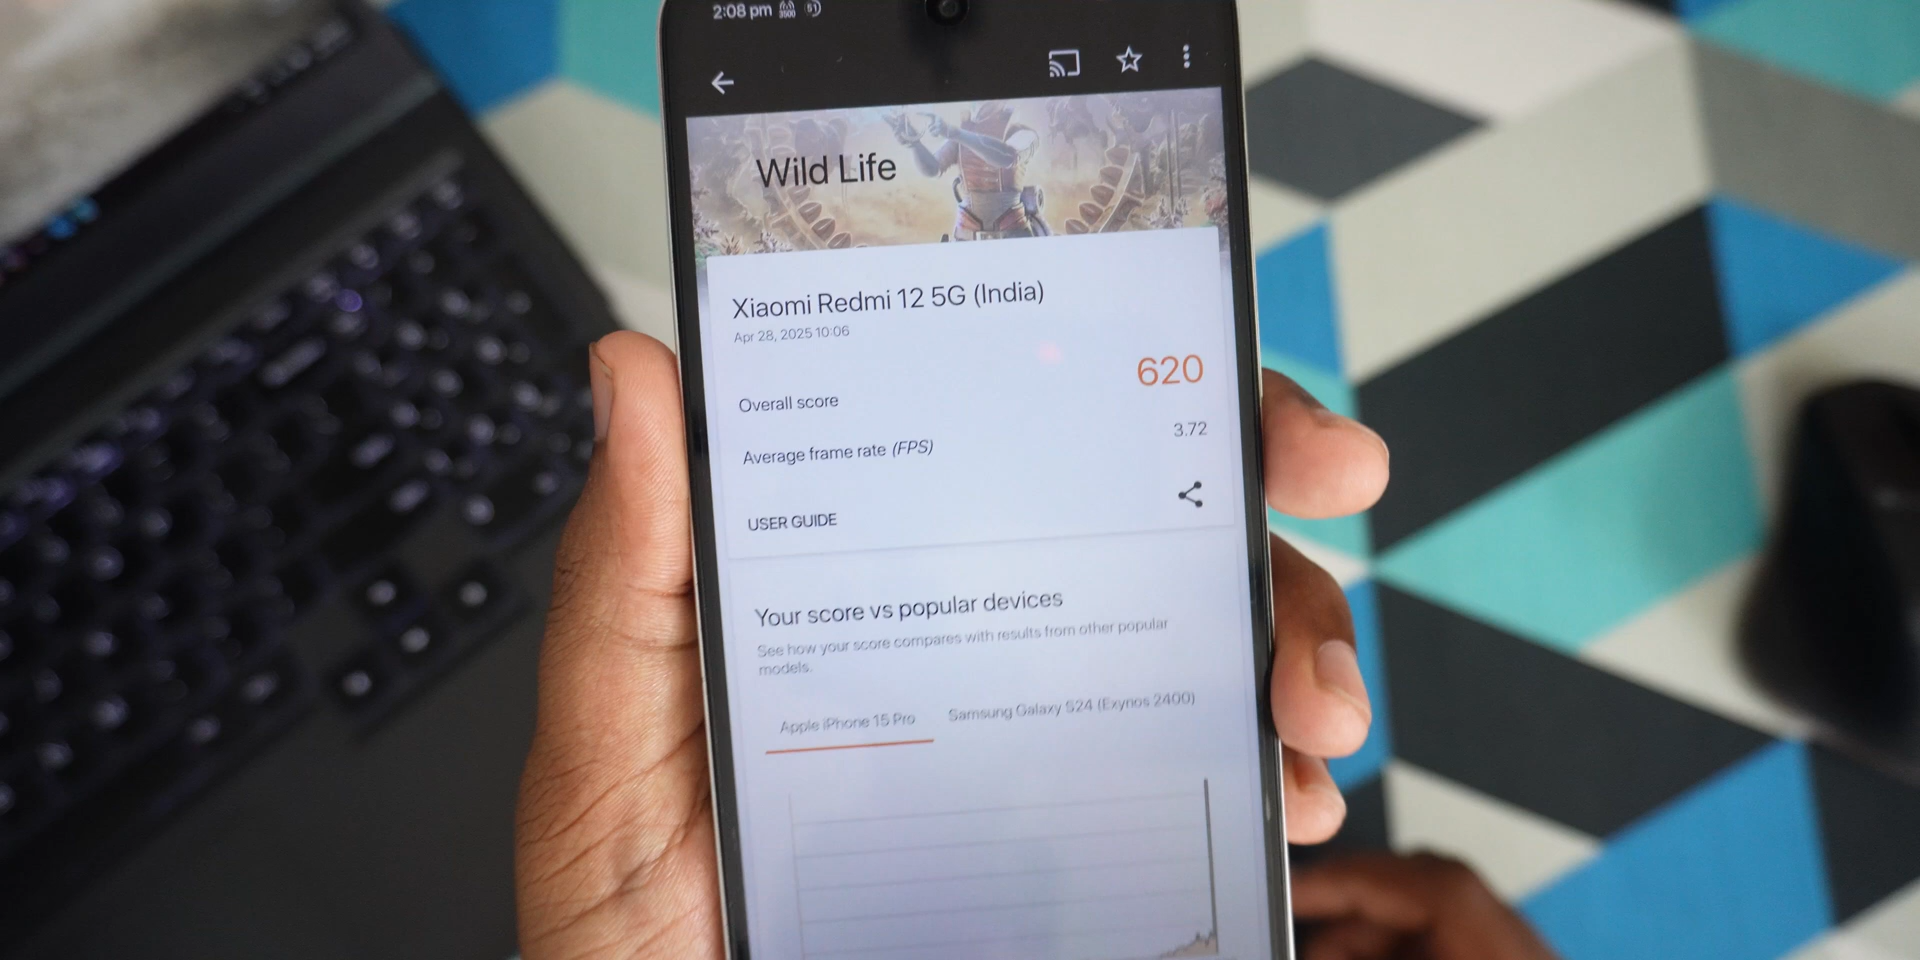 2:08 pm
Wild Life
Xiaomi Redmi 12 5G (India)
Apr 28, 2025 10:06
620
Overall score
3.72
Average frame rate (FPS)
USER GUIDE
Your score vs popular devices
See how your score compares with results from other popular
models.
Apple iPhone 15 Pro Samsung Galaxy S24 (Exynos 2400)